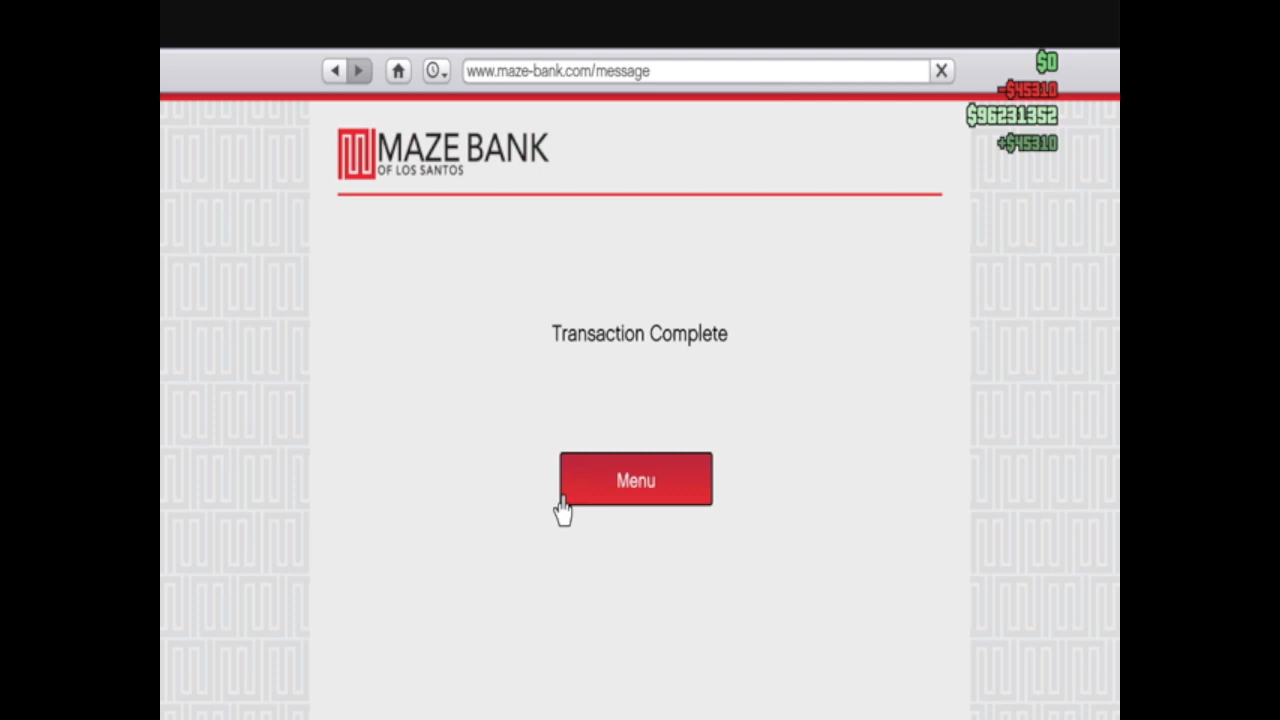 www.maze-bank.com/message
$0
-$45310
$96231352
+$45310
MAZE BANK
OF LOS SANTOS
Transaction Complete
Menu